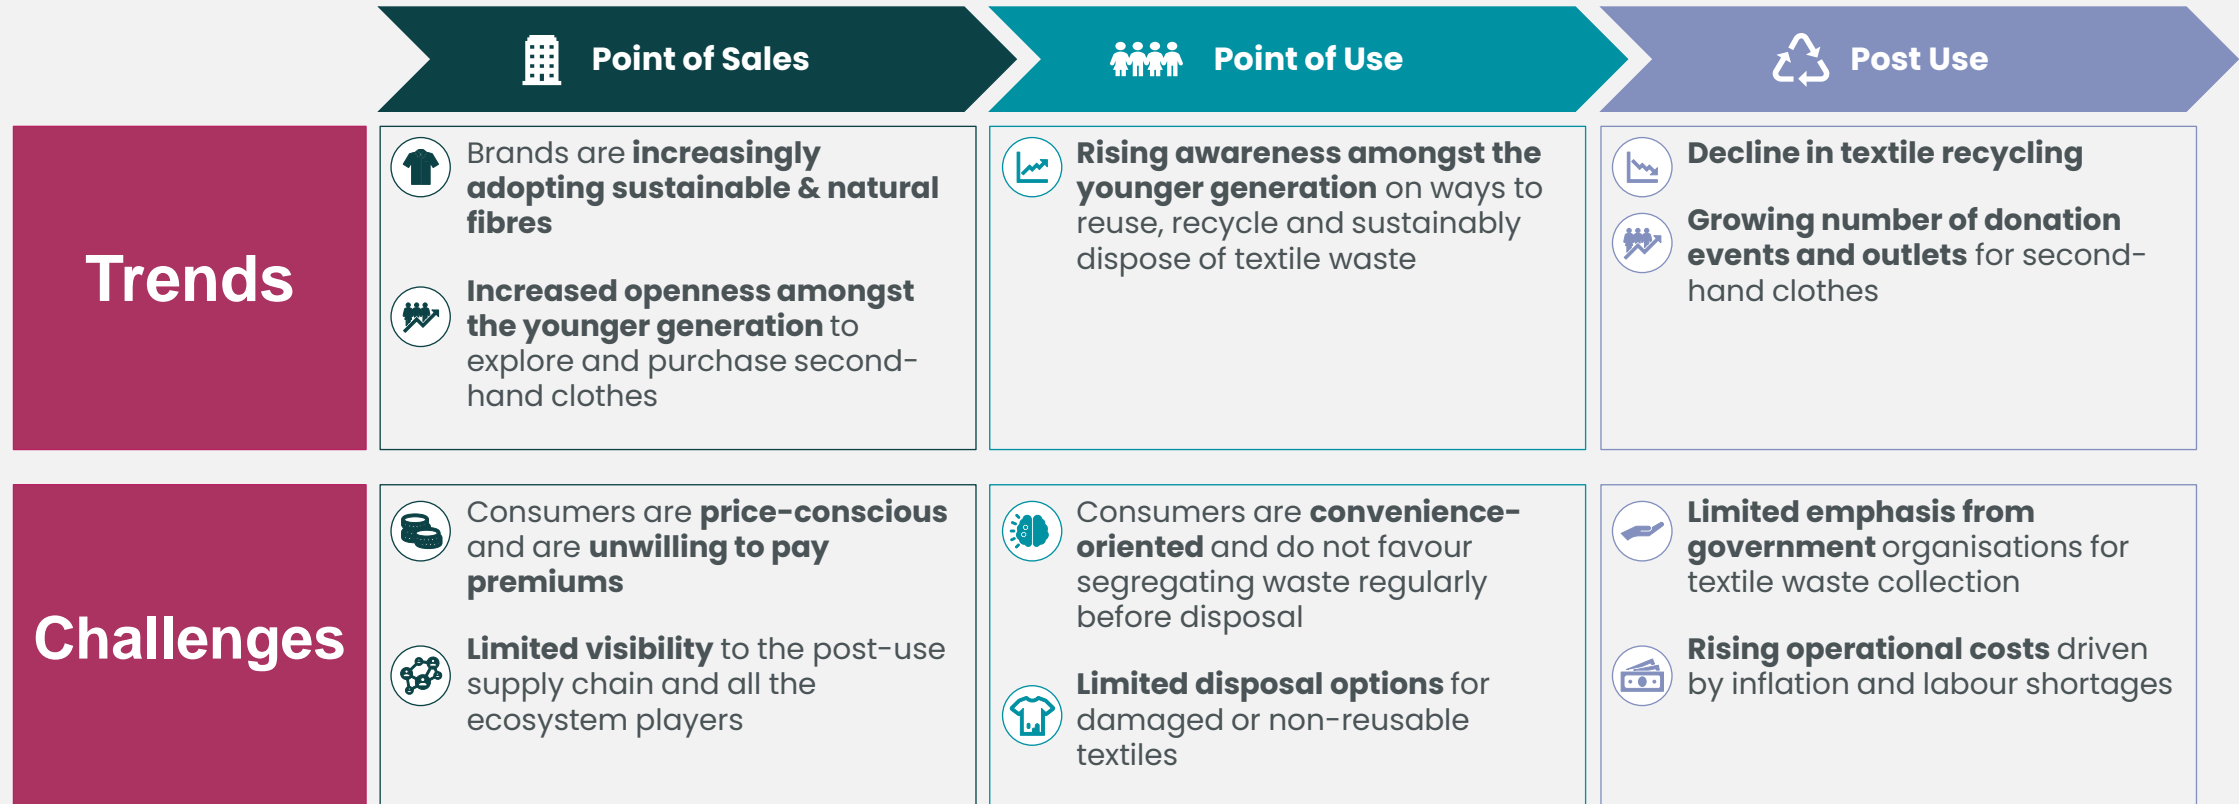 Point of Sales
Point of Use
Post Use
Trends
Brands are increasingly
adopting sustainable & natural
fibres
Increased openness amongst
the younger generation to
explore and purchase second-
hand clothes
Rising awareness amongst the
younger generation on ways to
reuse, recycle and sustainably
dispose of textile waste
Decline in textile recycling
Growing number of donation
events and outlets for second-
hand clothes
Challenges
Consumers are price-conscious
and are unwilling to pay
premiums
Limited visibility to the post-use
supply chain and all the
ecosystem players
Consumers are convenience-
oriented and do not favour
segregating waste regularly
before disposal
Limited disposal options for
damaged or non-reusable
textiles
Limited emphasis from
government organisations for
textile waste collection
Rising operational costs driven
by inflation and labour shortages